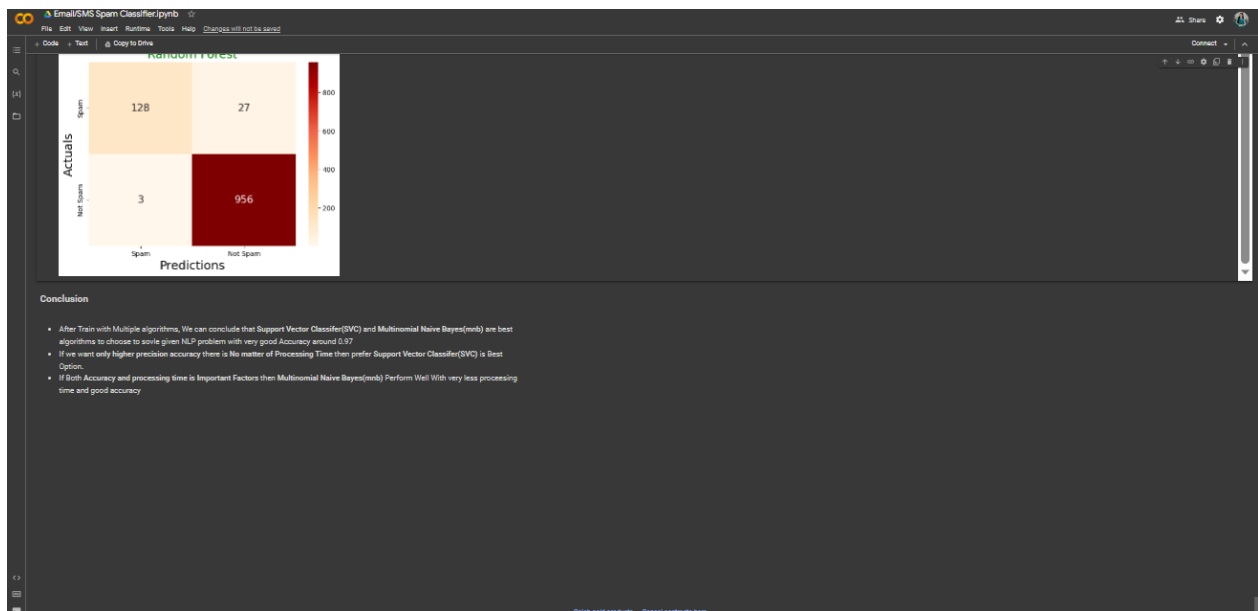 Email/SMS Spam Classifier.ipynb
Share
File Edit View Insert Runtime Tools Help Changes will not be saved
+ Code + Text Copy to Drive
Connect
Random Forest
Actuals
Spam
Not Spam
128 27
3 956
800
600
400
200
Spam Not Spam
Predictions
Conclusion
After Train with Multiple algorithms, We can conclude that Support Vector Classifer(SVC) and Multinomial Naive Bayes(mnb) are best
algorithms to choose to sovle given NLP problem with very good Accuracy around 0.97
If we want only higher precision accuracy there is No matter of Processing Time then prefer Support Vector Classifer(SVC) is Best
Option.
If Both Accuracy and processing time is Important Factors then Multinomial Naive Bayes(mnb) Perform Well With very less proceesing
time and good accuracy